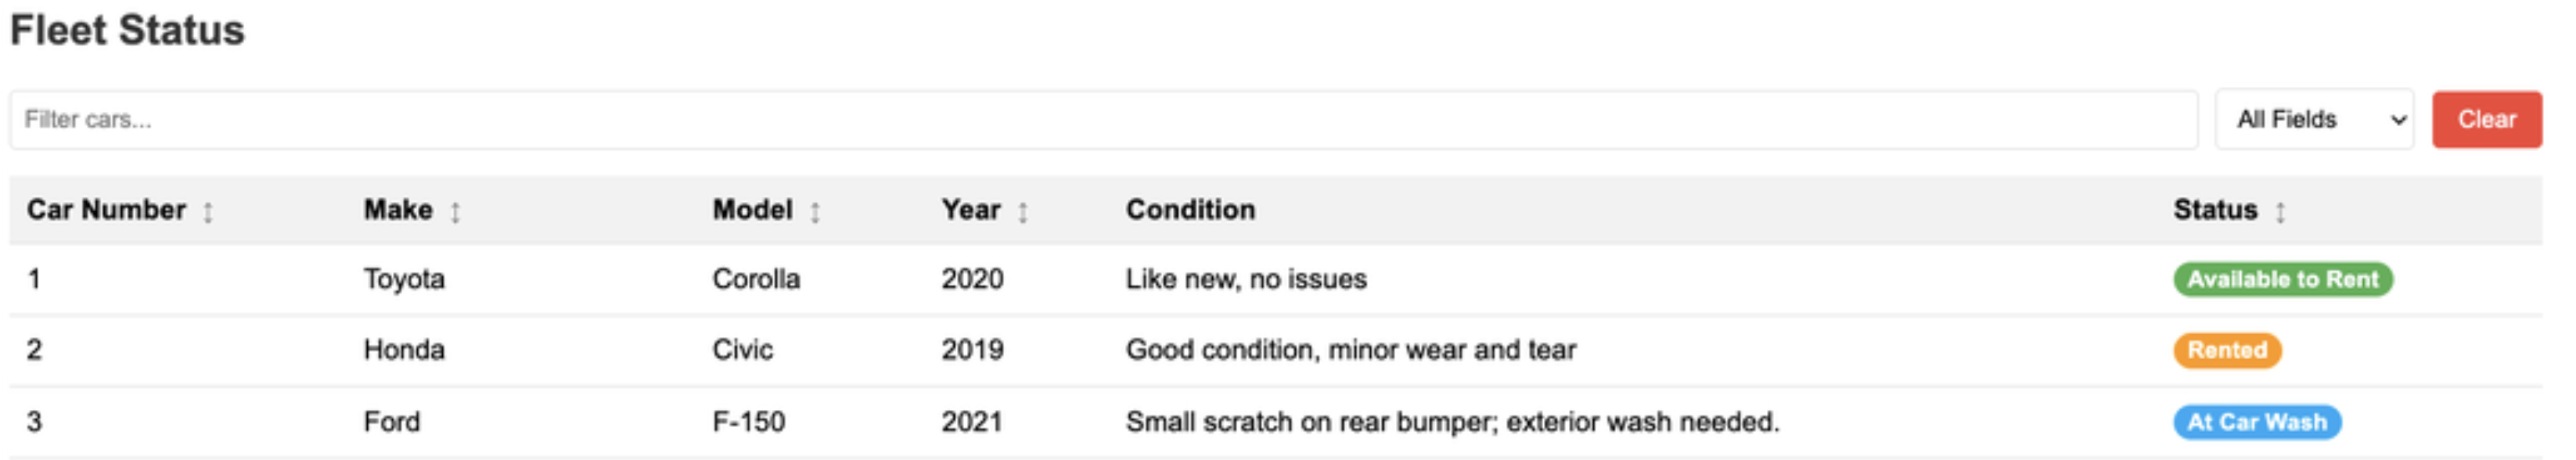 Fleet Status
Filter cars... All Fields Clear
Car Number Make Model Year Condition Status
1 Toyota Corolla 2020 Like new, no issues Available to Rent
2 Honda Civic 2019 Good condition, minor wear and tear Rented
3 Ford F-150 2021 Small scratch on rear bumper; exterior wash needed. At Car Wash